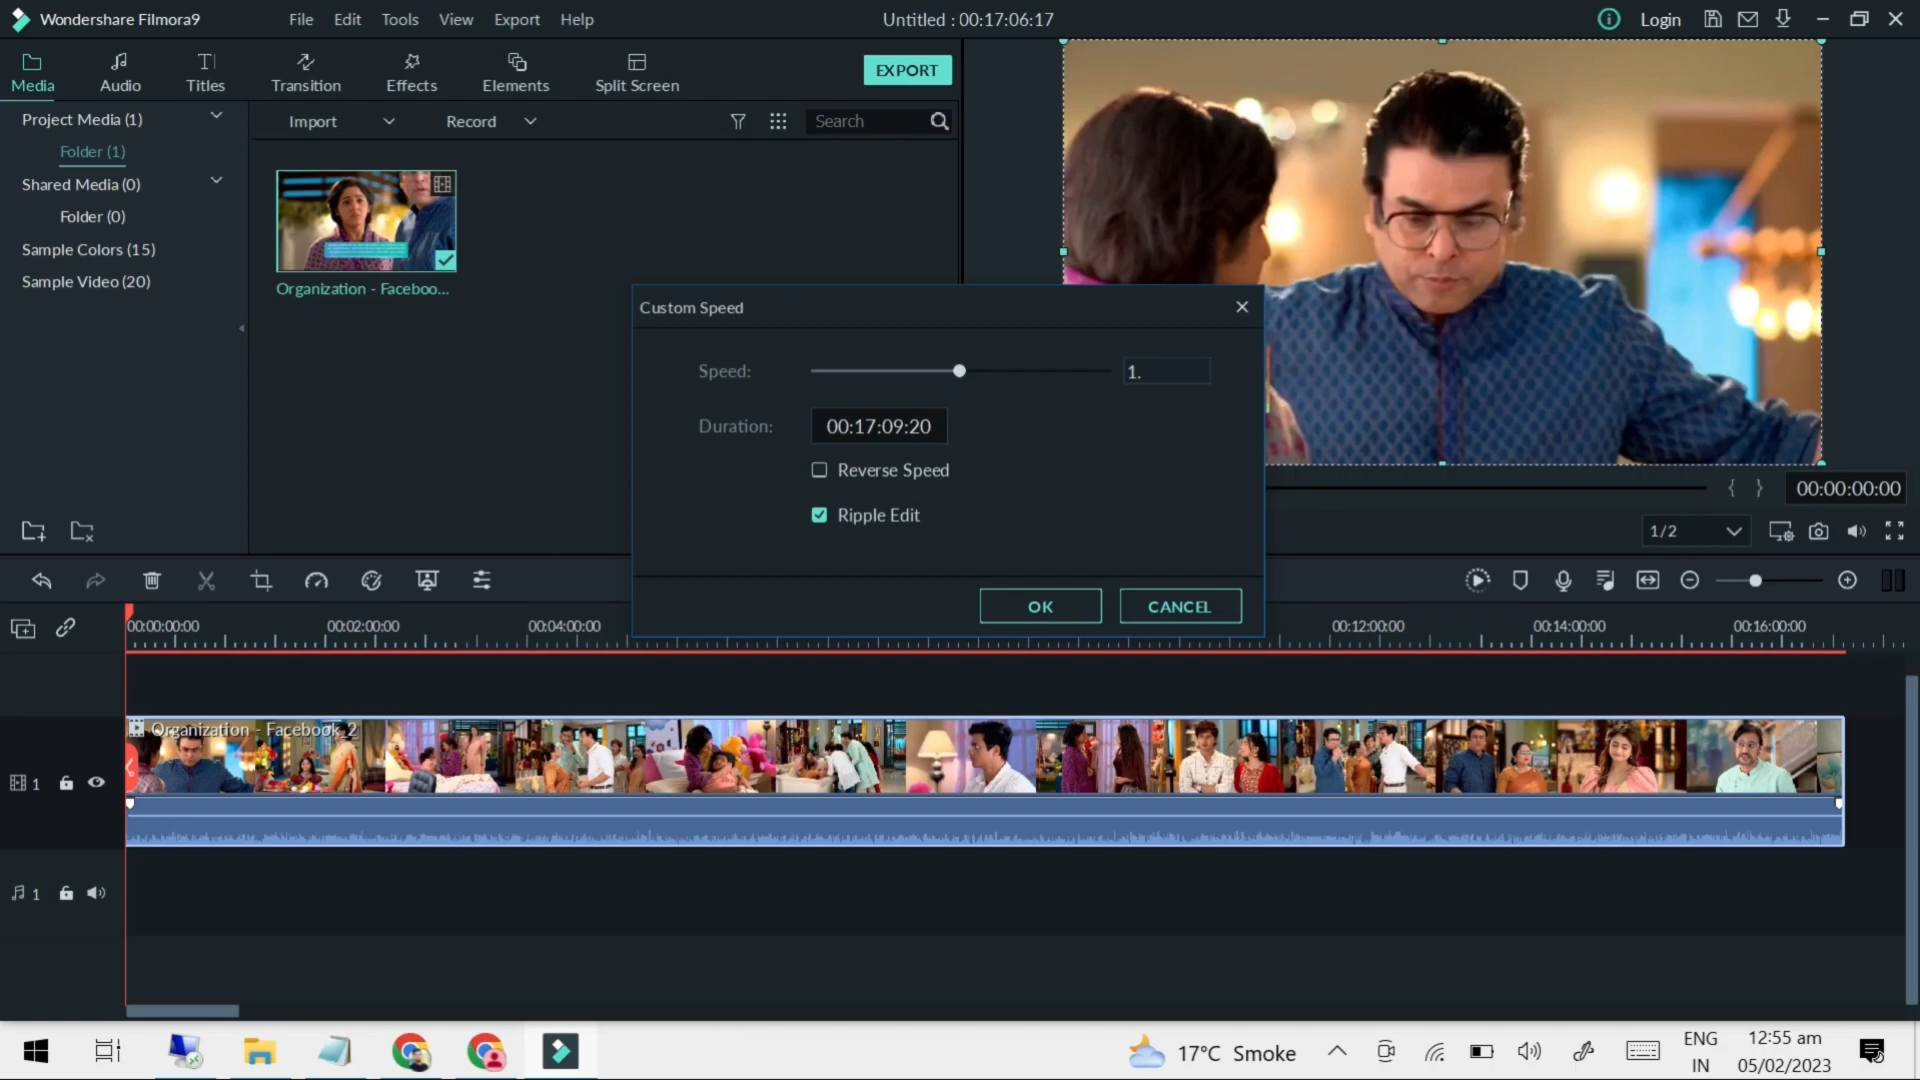 Wondershare Filmora9
File Edit Tools View Export Help
Untitled : 00:17:06:17
Login
Media
Audio
Titles
Transition
Effects
Elements
Split Screen
EXPORT
Project Media (1)
Folder (1)
Shared Media (0)
Folder (0)
Sample Colors (15)
Sample Video (20)
Import
Record
Search
Organization - Faceboo...
Custom Speed
Speed:
1.
Duration:
00:17:09:20
Reverse Speed
Ripple Edit
OK
CANCEL
{ }
00:00:00:00
1/2
00:00:00:00
00:02:00:00
00:04:00:00
00:12:00:00
00:14:00:00
00:16:00:00
Organization - Facebook_2
1
1
17°C Smoke
ENG
IN
12:55 am
05/02/2023